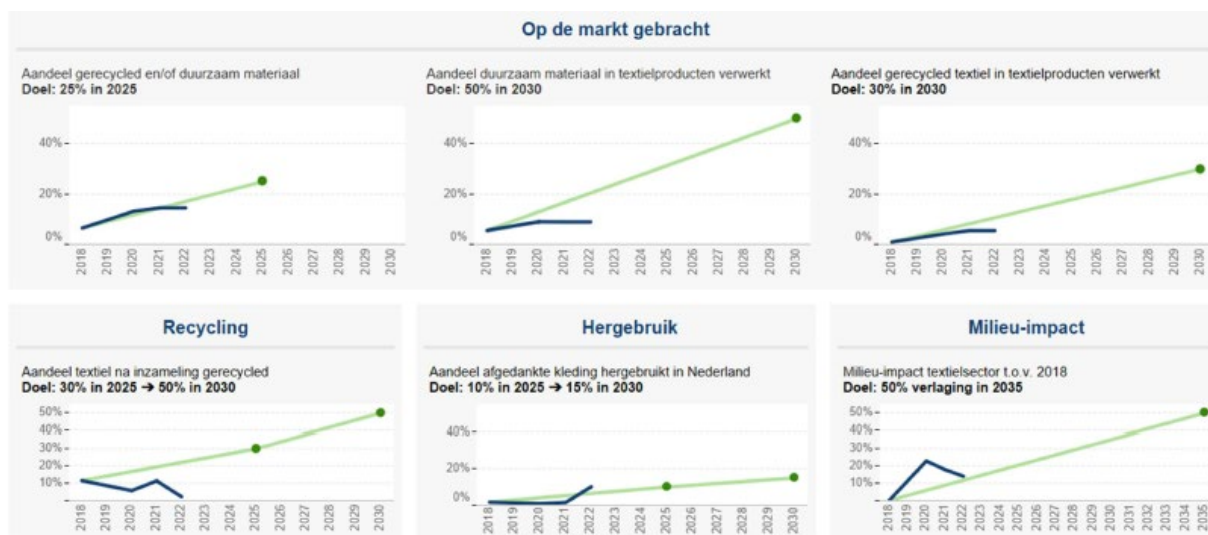 Op de markt gebracht
Aandeel gerecycled en/of duurzaam materiaal
Doel: 25% in 2025
40%
20%
0%
2018 2019 2020 2021 2022 2023 2024 2025 2026 2027 2028 2029 2030
Aandeel duurzaam materiaal in textielproducten verwerkt
Doel: 50% in 2030
40%
20%
0%
2018 2019 2020 2021 2022 2023 2024 2025 2026 2027 2028 2029 2030
Aandeel gerecycled textiel in textielproducten verwerkt
Doel: 30% in 2030
40%
20%
0%
2018 2019 2020 2021 2022 2023 2024 2025 2026 2027 2028 2029 2030
Recycling
Aandeel textiel na inzameling gerecycled
Doel: 30% in 2025 ➔ 50% in 2030
50%
40%
30%
20%
10%
2018 2019 2020 2021 2022 2023 2024 2025 2026 2027 2028 2029 2030
Hergebruik
Aandeel afgedankte kleding hergebruikt in Nederland
Doel: 10% in 2025 ➔ 15% in 2030
40%
20%
0%
2018 2019 2020 2021 2022 2023 2024 2025 2026 2027 2028 2029 2030
Milieu-impact
Milieu-impact textielsector t.o.v. 2018
Doel: 50% verlaging in 2035
50%
40%
30%
20%
10%
0%
2018 2019 2020 2021 2022 2023 2024 2025 2026 2027 2028 2029 2030 2031 2032 2033 2034 2035